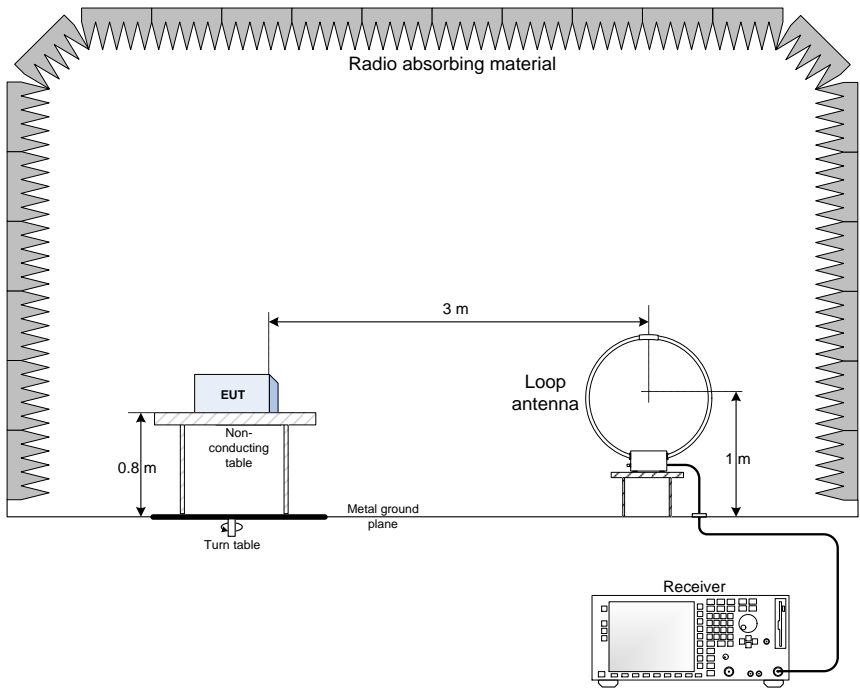 Radio absorbing material
3 m
Loop
antenna
EUT
Non-
conducting
table
0.8 m
1 m
Metal ground
plane
Turn table
Receiver